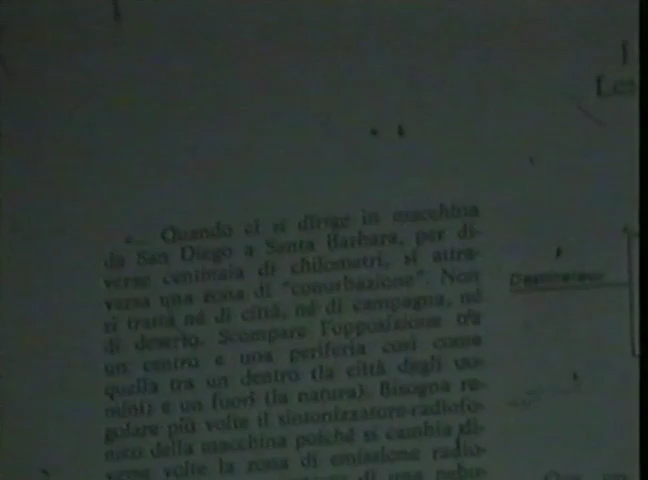 «... Quando ci si dirige in macchina
da San Diego a Santa Barbara, per di-
verse centinaia di chilometri, si attra-
versa una zona di "conurbazione". Non
si tratta né di città, né di campagna, né
di deserto. Scompare l'opposizione tra
un centro e una periferia così come
quella tra un dentro (la città degli uo-
mini) e un fuori (la natura). Bisogna re-
golare più volte il sintonizzatore-radiofo-
nico della macchina poiché si cambia di-
verse volte la zona di emissione radio-
di una nebu-
Destinateur